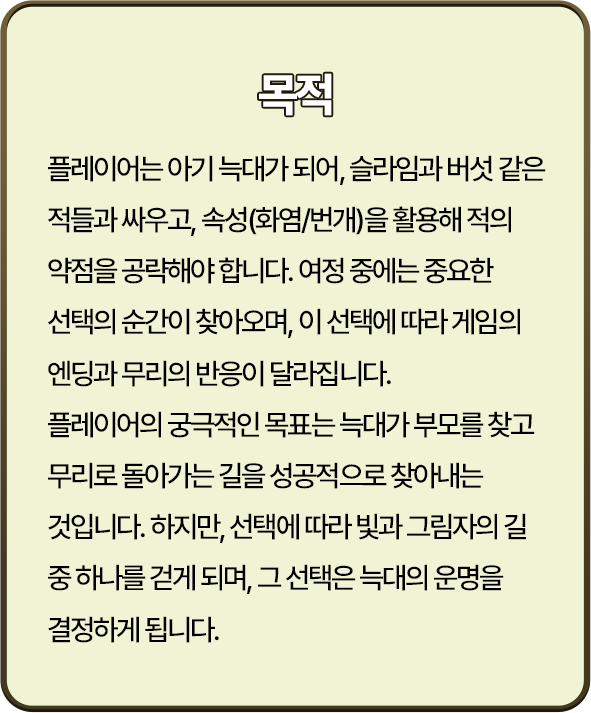 목적
플레이어는 아기 늑대가 되어, 슬라임과 버섯 같은
적들과 싸우고, 속성(화염/번개)을 활용해 적의
약점을 공략해야 합니다. 여정 중에는 중요한
선택의 순간이 찾아오며, 이 선택에 따라 게임의
엔딩과 무리의 반응이 달라집니다.
플레이어의 궁극적인 목표는 늑대가 부모를 찾고
무리로 돌아가는 길을 성공적으로 찾아내는
것입니다. 하지만, 선택에 따라 빛과 그림자의 길
중 하나를 걷게 되며, 그 선택은 늑대의 운명을
결정하게 됩니다.